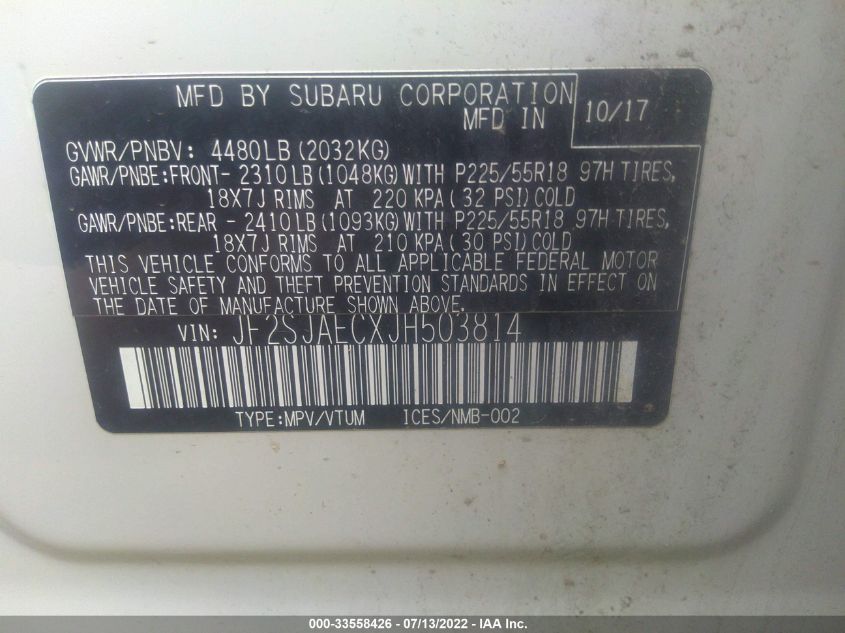 MFD BY SUBARU CORPORATION
MFD IN 10/17
GVWR/PNBV: 4480LB(2032KG)
GAWR/PNBE:FRONT-2310LB(1048KG)WITH P225/55R18 97H TIRES,
18X7J RIMS AT 220 KPA(32 PSI)COLD
GAWR/PNBE:REAR -2410LB(1093KG)WITH P225/55R18 97H TIRES,
18X7J RIMS AT 210 KPA(30 PSI)COLD
THIS VEHICLE CONFORMS TO ALL APPLICABLE FEDERAL MOTOR
VEHICLE SAFETY AND THEFT PREVENTION STANDARDS IN EFFECT ON
THE DATE OF MANUFACTURE SHOWN ABOVE.
VIN: JF2SJAECXJH503814
TYPE:MPV/VTUM ICES/NMB-002
000-33558426 - 07/13/2022 - IAA Inc.